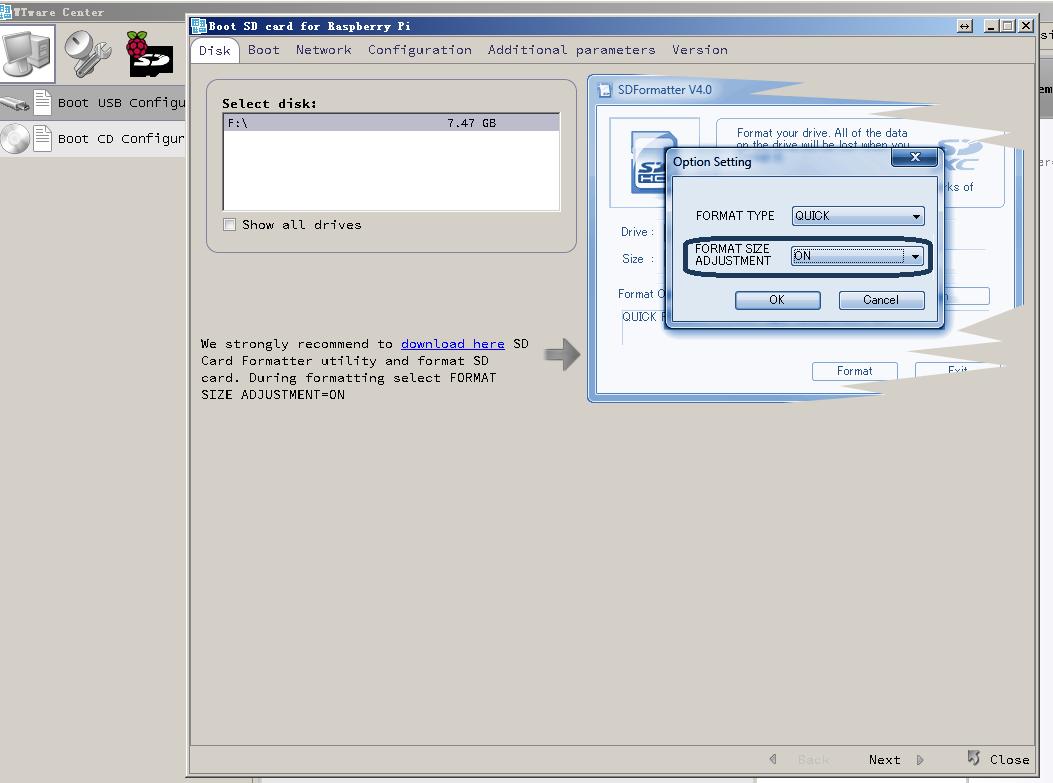 WTware Center
Boot SD card for Raspberry Pi
Disk Boot Network Configuration Additional parameters Version
Boot USB Configu
Boot CD Configur
Select disk:
F:\ 7.47 GB
Show all drives
We strongly recommend to download here SD
Card Formatter utility and format SD
card. During formatting select FORMAT
SIZE ADJUSTMENT=ON
SDFormatter V4.0
Format your drive. All of the data
on the drive will be lost when you
ks of
Option Setting
FORMAT TYPE QUICK
FORMAT SIZE
ADJUSTMENT ON
OK Cancel
Drive :
Size :
Format O
QUICK F
Format Exit
Back Next Close